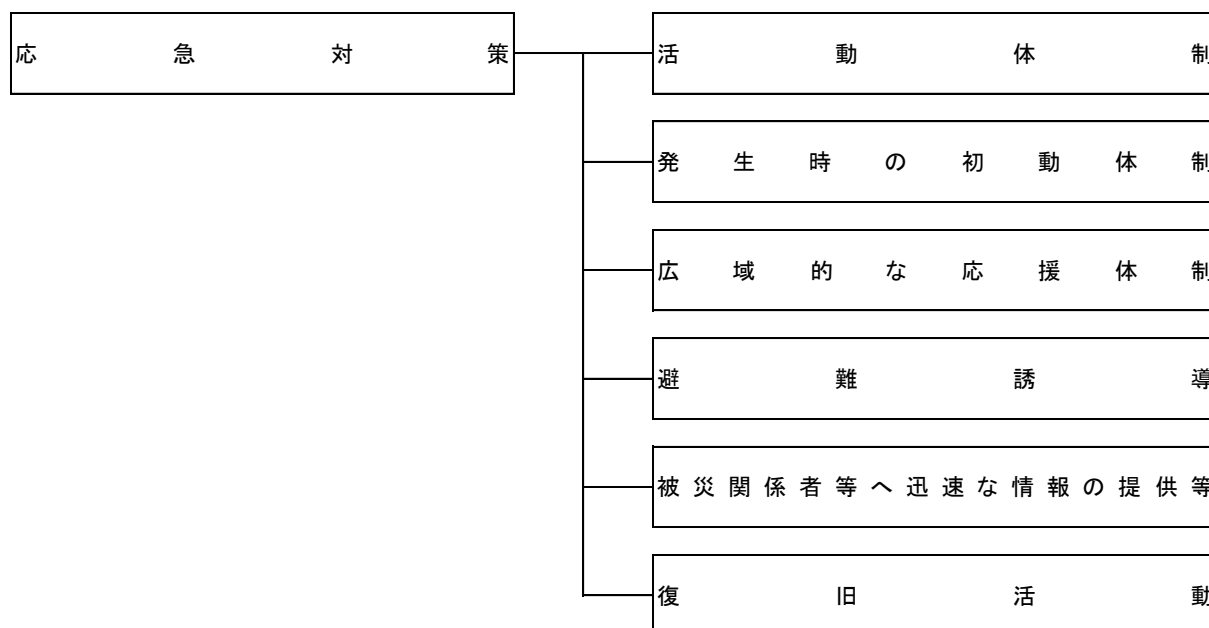 応急対策
活動体制
発生時の初動体制
広域的な応援体制
避難誘導
被災関係者等へ迅速な情報の提供等
復旧活動